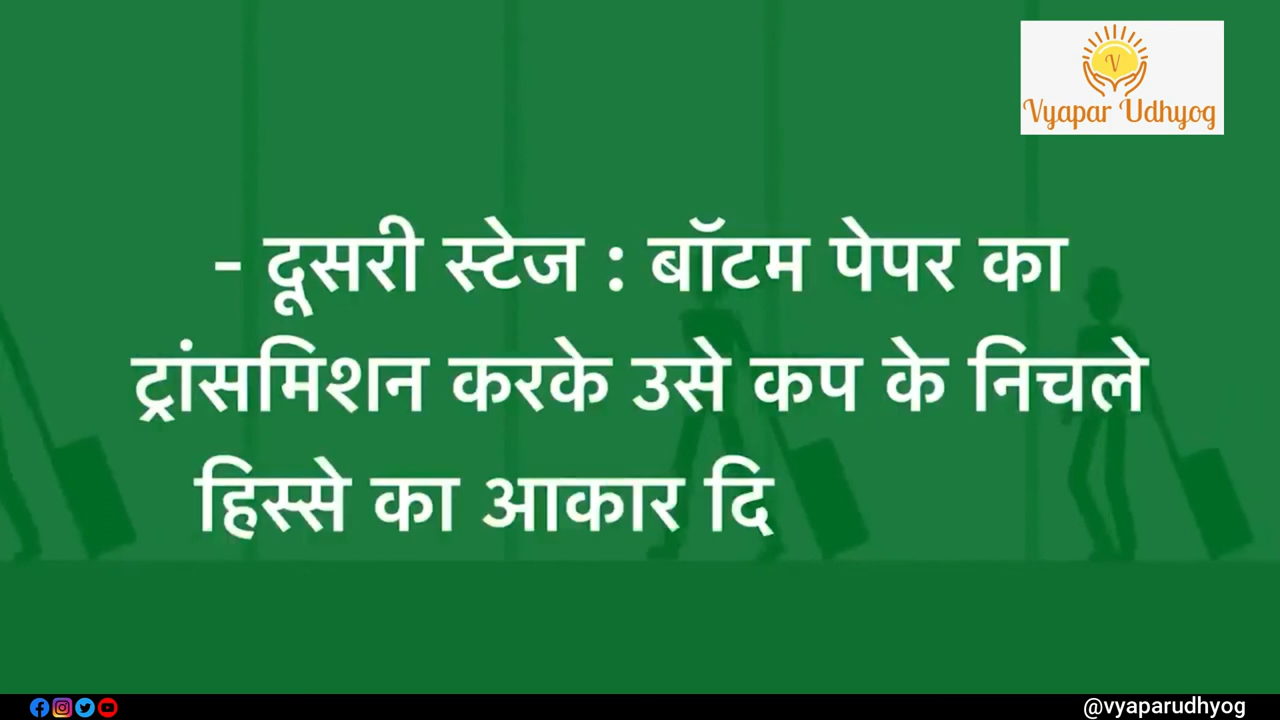 V
Vyapar Udhyog
- दूसरी स्टेज : बॉटम पेपर का
ट्रांसमिशन करके उसे कप के निचले
हिस्से का आकार दि
@vyaparudhyog